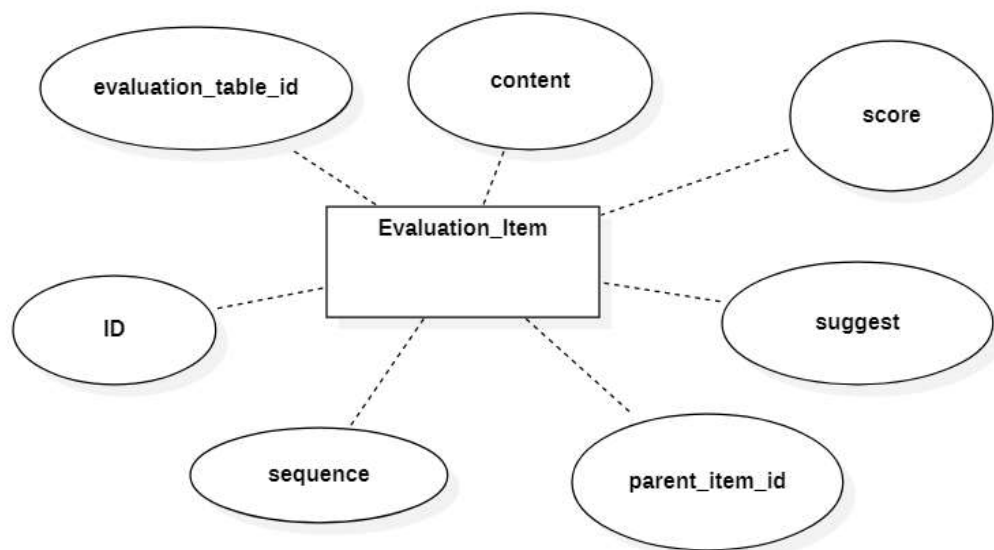 content
evaluation_table_id
score
Evaluation_Item
ID
suggest
sequence
parent_item_id